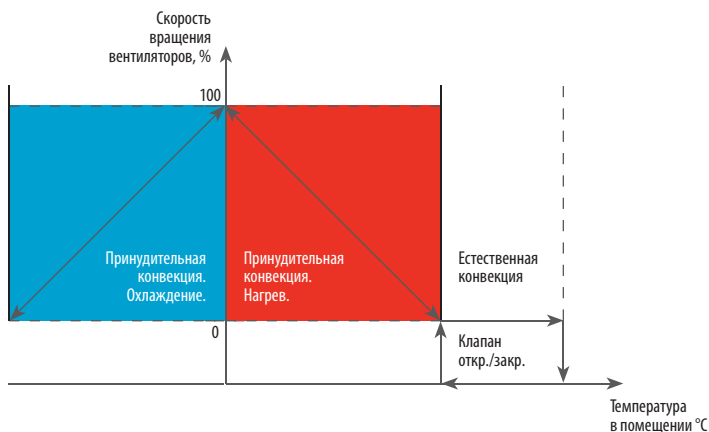 Скорость
вращения
вентиляторов, %
100
Принудительная
конвекция.
Охлаждение.
Принудительная
конвекция.
Нагрев.
Естественная
конвекция
0
Клапан
откр./закр.
Температура
в помещении °C